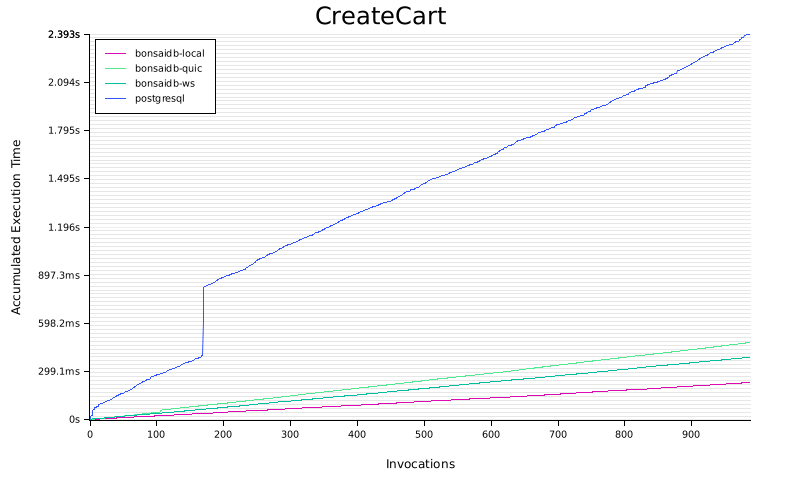 CreateCart
2.393s
bonsaidb-local
bonsaidb-quic
bonsaidb-ws
postgresql
2.094s
1.795s
1.495s
1.196s
897.3ms
598.2ms
299.1ms
0s
Accumulated Execution Time
0 100 200 300 400 500 600 700 800 900
Invocations